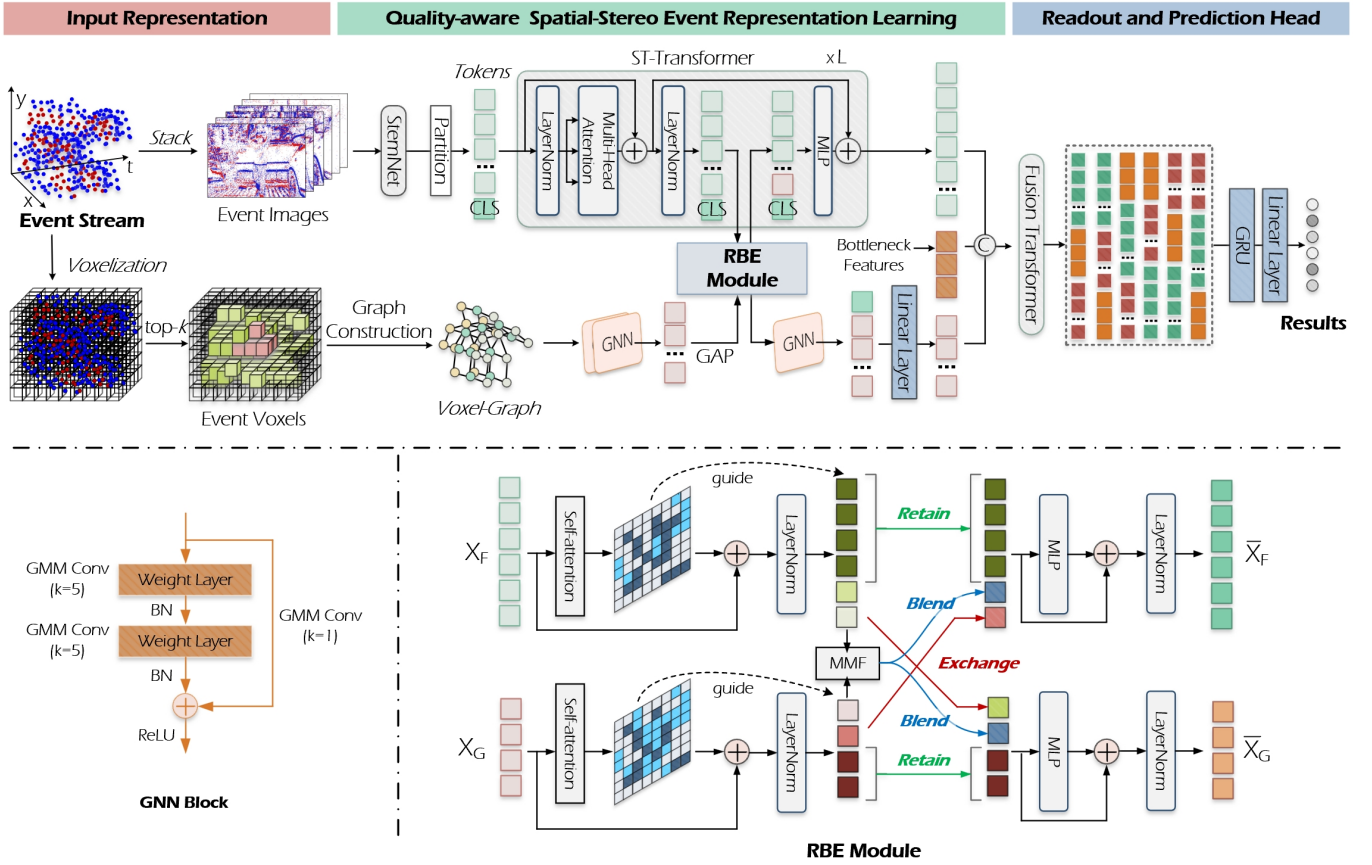 Input Representation
Quality-aware Spatial-Stereo Event Representation Learning
Readout and Prediction Head
y
t
x
Event Stream
Stack
Event Images
StemNet
Partition
Tokens
...
CLS
ST-Transformer
x L
LayerNorm
Multi-Head
Attention
LayerNorm
...
CLS
...
CLS
MLP
...
C
Fusion Transformer
...
...
...
...
...
...
...
...
...
...
...
...
GRU
Linear Layer
Results
Voxelization
top-k
Event Voxels
Graph
Construction
Voxel-Graph
GNN
...
GAP
RBE
Module
GNN
...
Linear Layer
...
Bottleneck
Features
GMM Conv
(k=5)
Weight Layer
BN
GMM Conv
(k=5)
Weight Layer
BN
GMM Conv
(k=1)
ReLU
GNN Block
X_F
Self-attention
guide
LayerNorm
Retain
MLP
LayerNorm
X̅_F
Blend
MMF
Exchange
Blend
X_G
Self-attention
guide
LayerNorm
Retain
MLP
LayerNorm
X̅_G
RBE Module